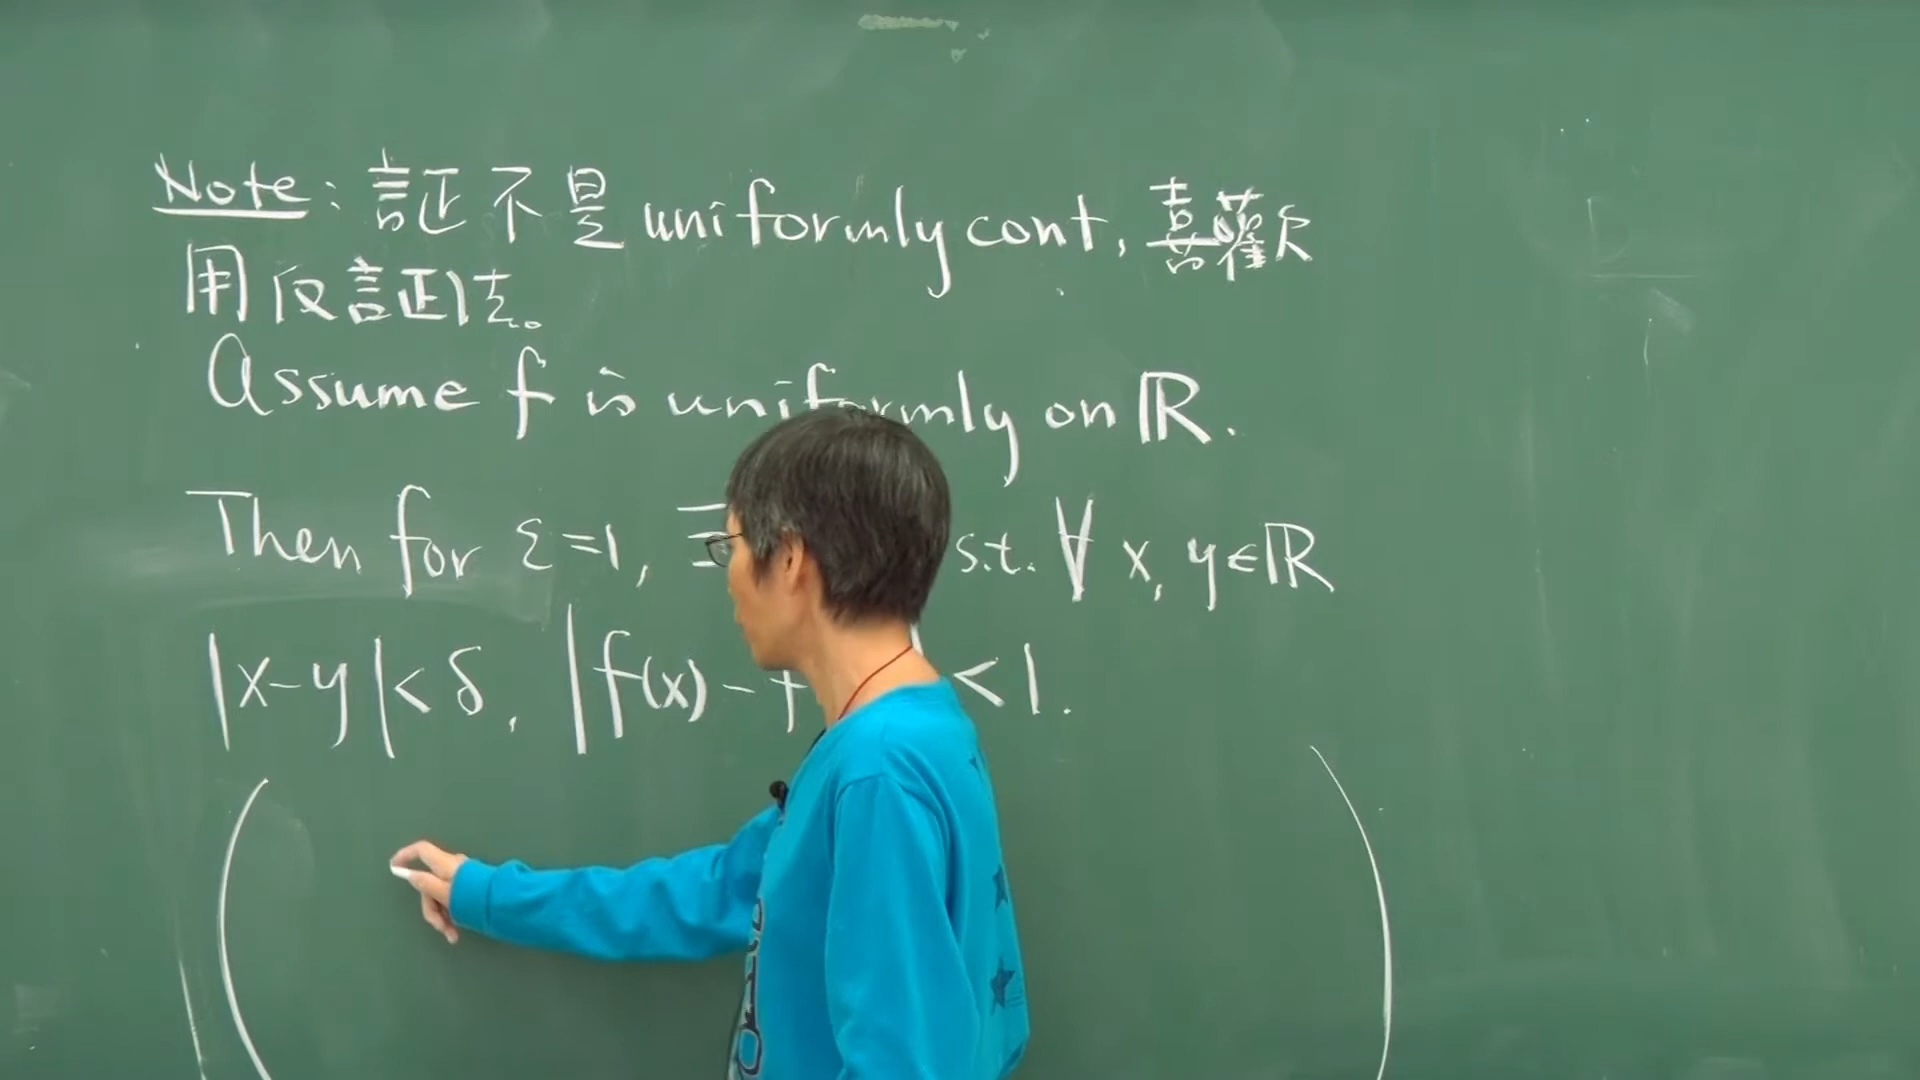 Note: 証不是 uniformly cont, 喜歡
用反証法。
Assume f is uniformly on ℝ.
Then for ε=1, ∃ s.t. ∀ x, y∈ℝ
|x-y|<δ, |f(x)-f <1.